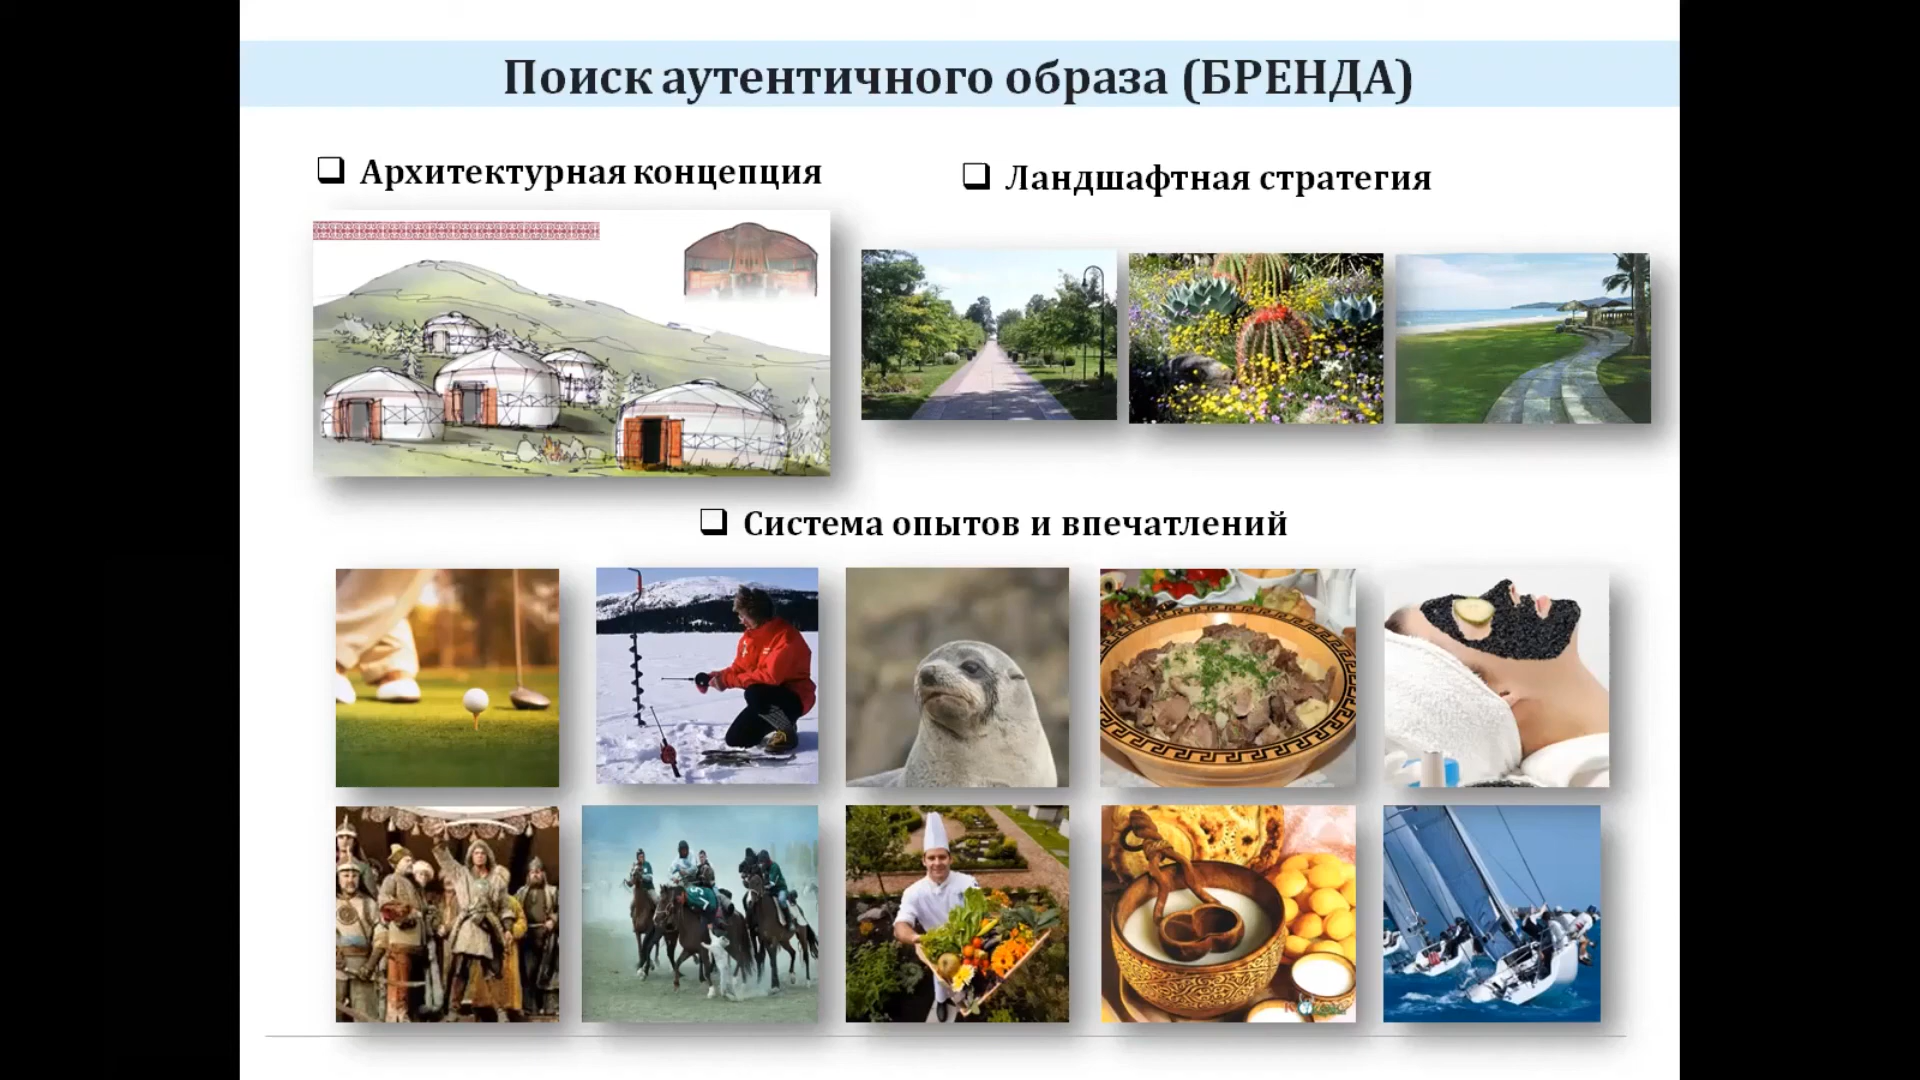 Поиск аутентичного образа (БРЕНДА)
Архитектурная концепция
Ландшафтная стратегия
Система опытов и впечатлений